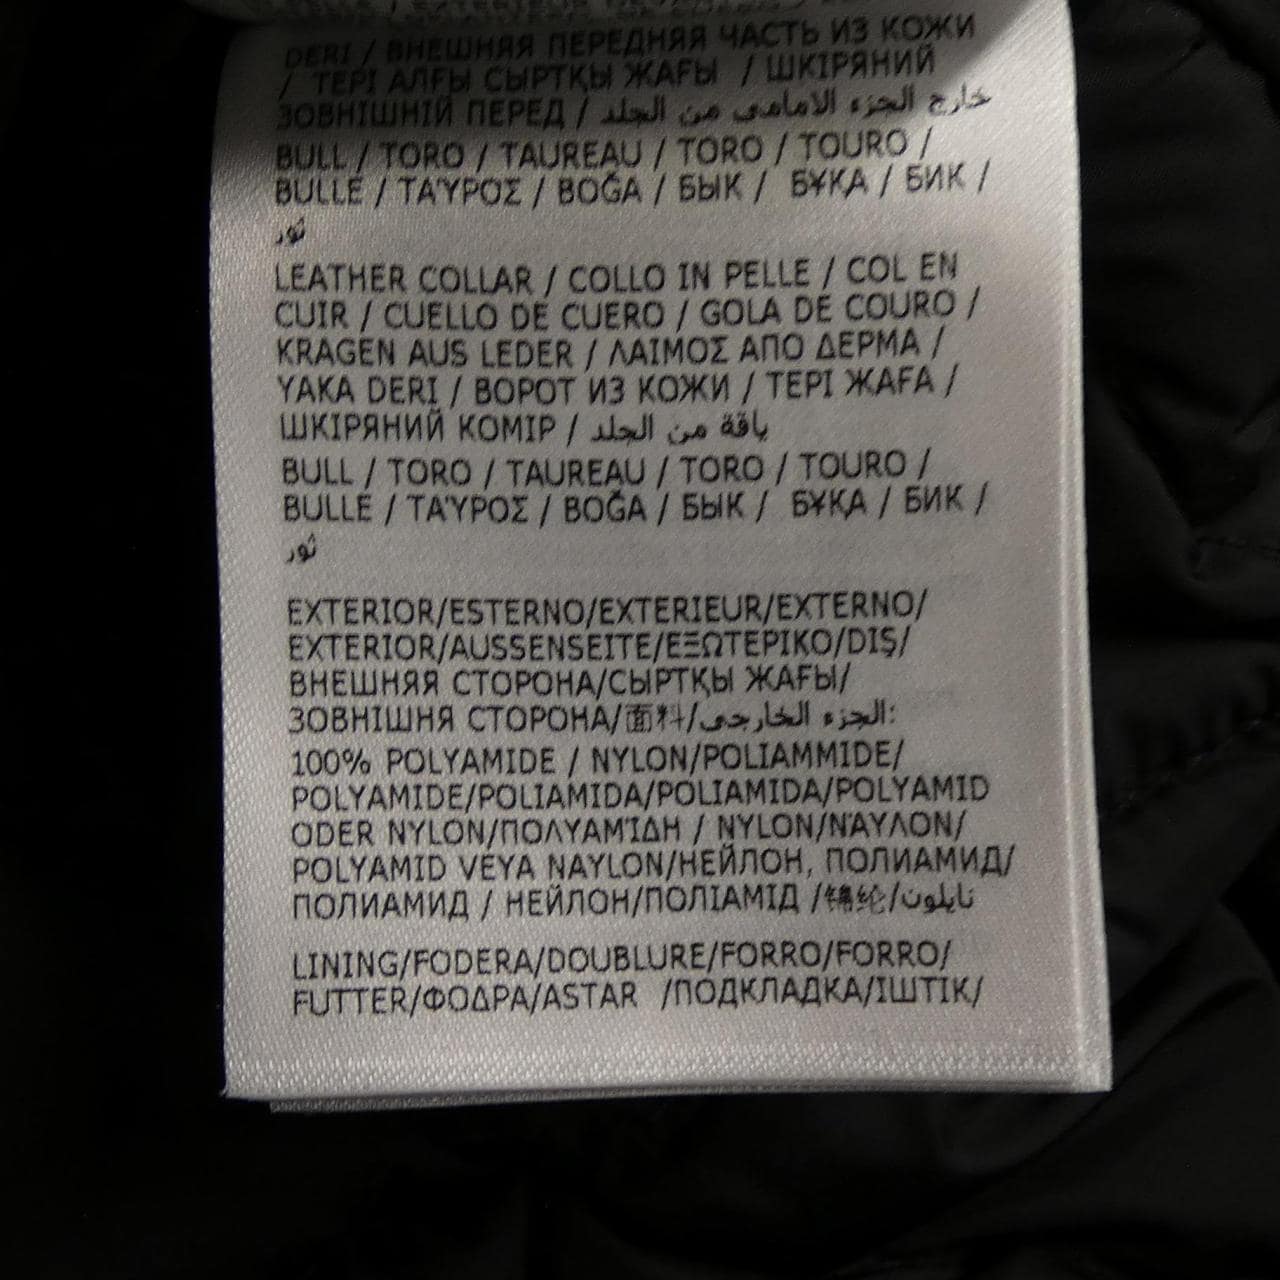 DERI / ВНЕШНЯЯ ПЕРЕДНЯЯ ЧАСТЬ ИЗ КОЖИ
/ ТЕРІ АЛҒЫ СЫРТҚЫ ЖАҒЫ / ШКІРЯНИЙ
ЗОВНІШНІЙ ПЕРЕД / خارج الجزء الامامي من الجلد
BULL / TORO / TAUREAU / TORO / TOURO /
BULLE / ΤΑΎΡΟΣ / BOĞA / БЫК / БҰҚА / БИК /
ثور
LEATHER COLLAR / COLLO IN PELLE / COL EN
CUIR / CUELLO DE CUERO / GOLA DE COURO /
KRAGEN AUS LEDER / ΛΑΙΜΟΣ ΑΠΟ ΔΕΡΜΑ /
YAKA DERI / ВОРОТ ИЗ КОЖИ / ТЕРІ ЖАҒА /
ШКІРЯНИЙ КОМІР / ياقة من الجلد
BULL / TORO / TAUREAU / TORO / TOURO /
BULLE / ΤΑΎΡΟΣ / BOĞA / БЫК / БҰҚА / БИК /
ثور
EXTERIOR/ESTERNO/EXTERIEUR/EXTERNO/
EXTERIOR/AUSSENSEITE/ΕΞΩΤΕΡΙΚΟ/DIŞ/
ВНЕШНЯЯ СТОРОНА/СЫРТҚЫ ЖАҒЫ/
ЗОВНІШНЯ СТОРОНА/面料/الجزء الخارجى:
100% POLYAMIDE / NYLON/POLIAMMIDE/
POLYAMIDE/POLIAMIDA/POLIAMIDA/POLYAMID
ODER NYLON/ΠΟΛΥΑΜΊΔΗ / NYLON/ΝΆΥΛΟΝ/
POLYAMID VEYA NAYLON/НЕЙЛОН, ПОЛИАМИД/
ПОЛИАМИД / НЕЙЛОН/ПОЛІАМІД /锦纶/نايلون
LINING/FODERA/DOUBLURE/FORRO/FORRO/
FUTTER/ΦΟΔΡΑ/ASTAR /ПОДКЛАДКА/ІШТІК/